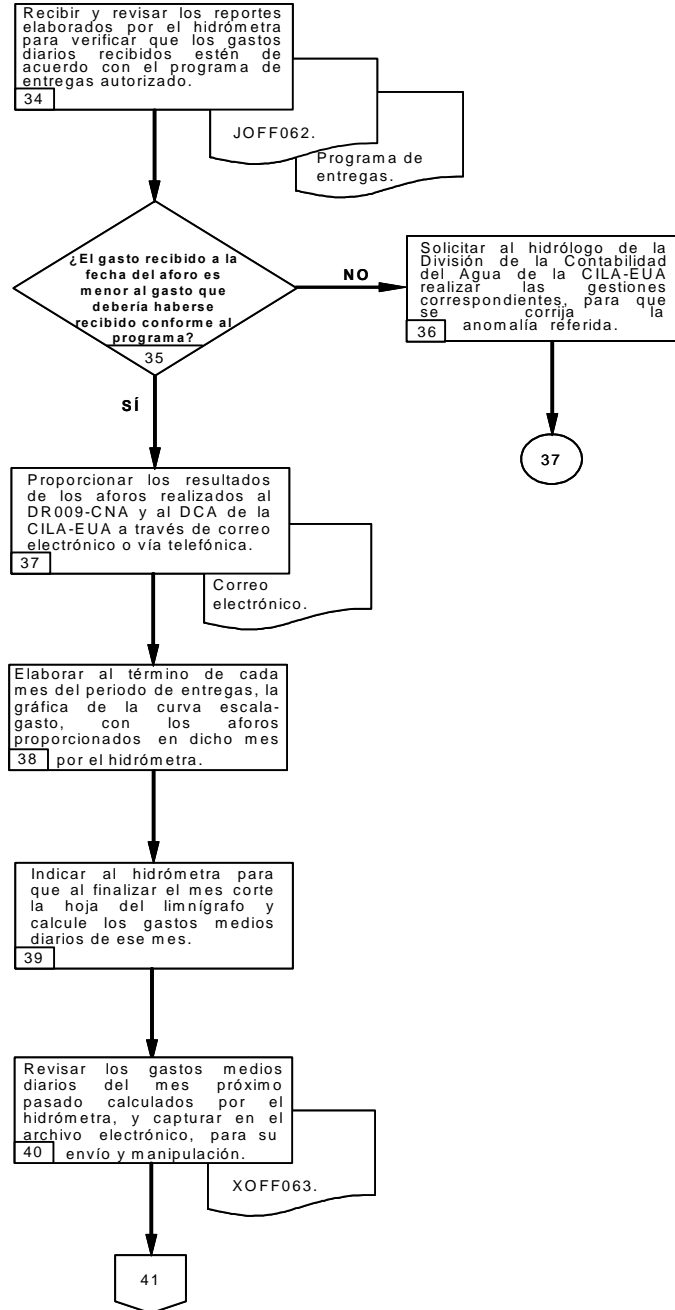 Recibir y revisar los reportes
elaborados por el hidrómetra
para verificar que los gastos
diarios recibidos estén de
acuerdo con el programa de
entregas autorizado.
34
JOFF062.
Programa de
entregas.
¿El gasto recibido a la
fecha del aforo es
menor al gasto que
debería haberse
recibido conforme al
programa?
35
NO
Solicitar al hidrólogo de la
División de la Contabilidad
del Agua de la CILA-EUA
realizar las gestiones
correspondientes, para que
se corrija la
36 anomalía referida.
37
SÍ
Proporcionar los resultados
de los aforos realizados al
DR009-CNA y al DCA de la
CILA-EUA a través de correo
electrónico o vía telefónica.
37
Correo
electrónico.
Elaborar al término de cada
mes del periodo de entregas, la
gráfica de la curva escala-
gasto, con los aforos
proporcionados en dicho mes
38 por el hidrómetra.
Indicar al hidrómetra para
que al finalizar el mes corte
la hoja del limnígrafo y
calcule los gastos medios
diarios de ese mes.
39
Revisar los gastos medios
diarios del mes próximo
pasado calculados por el
hidrómetra, y capturar en el
archivo electrónico, para su
40 envío y manipulación.
XOFF063.
41